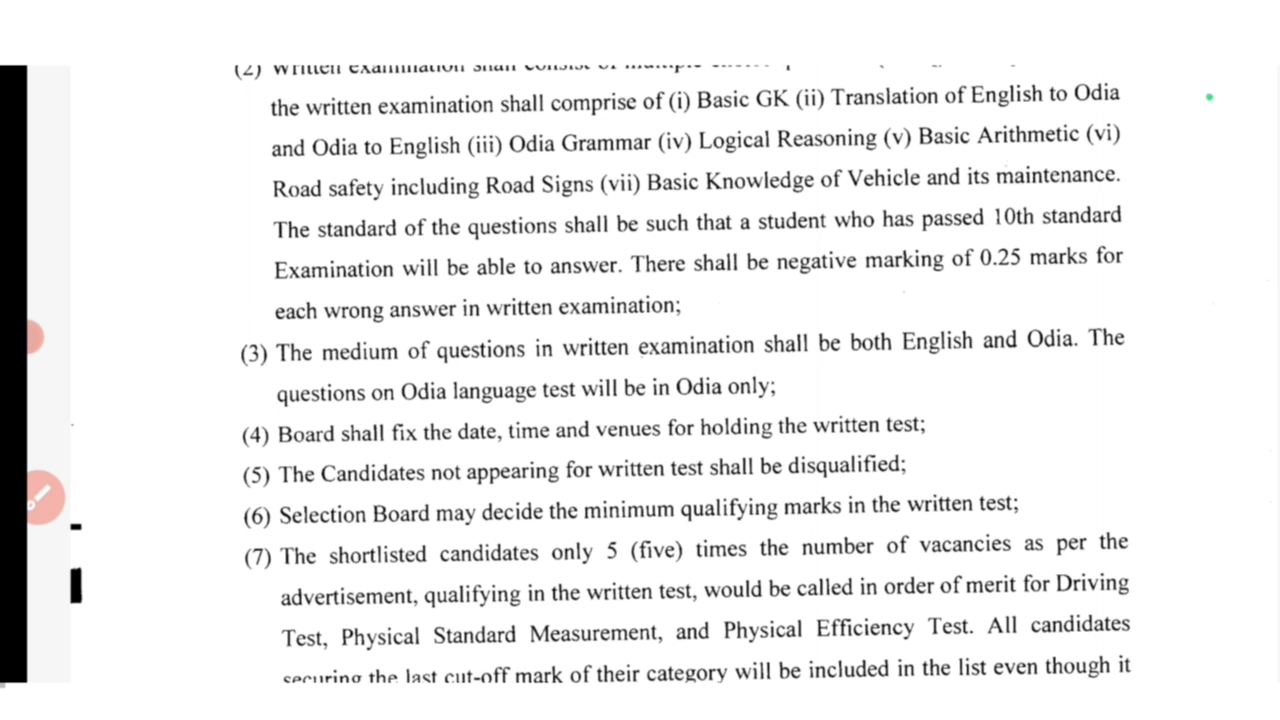 (2) Written examination shall consist of multiple
the written examination shall comprise of (i) Basic GK (ii) Translation of English to Odia
and Odia to English (iii) Odia Grammar (iv) Logical Reasoning (v) Basic Arithmetic (vi)
Road safety including Road Signs (vii) Basic Knowledge of Vehicle and its maintenance.
The standard of the questions shall be such that a student who has passed 10th standard
Examination will be able to answer. There shall be negative marking of 0.25 marks for
each wrong answer in written examination;
(3) The medium of questions in written examination shall be both English and Odia. The
questions on Odia language test will be in Odia only;
(4) Board shall fix the date, time and venues for holding the written test;
(5) The Candidates not appearing for written test shall be disqualified;
(6) Selection Board may decide the minimum qualifying marks in the written test;
(7) The shortlisted candidates only 5 (five) times the number of vacancies as per the
advertisement, qualifying in the written test, would be called in order of merit for Driving
Test, Physical Standard Measurement, and Physical Efficiency Test. All candidates
securing the last cut-off mark of their category will be included in the list even though it